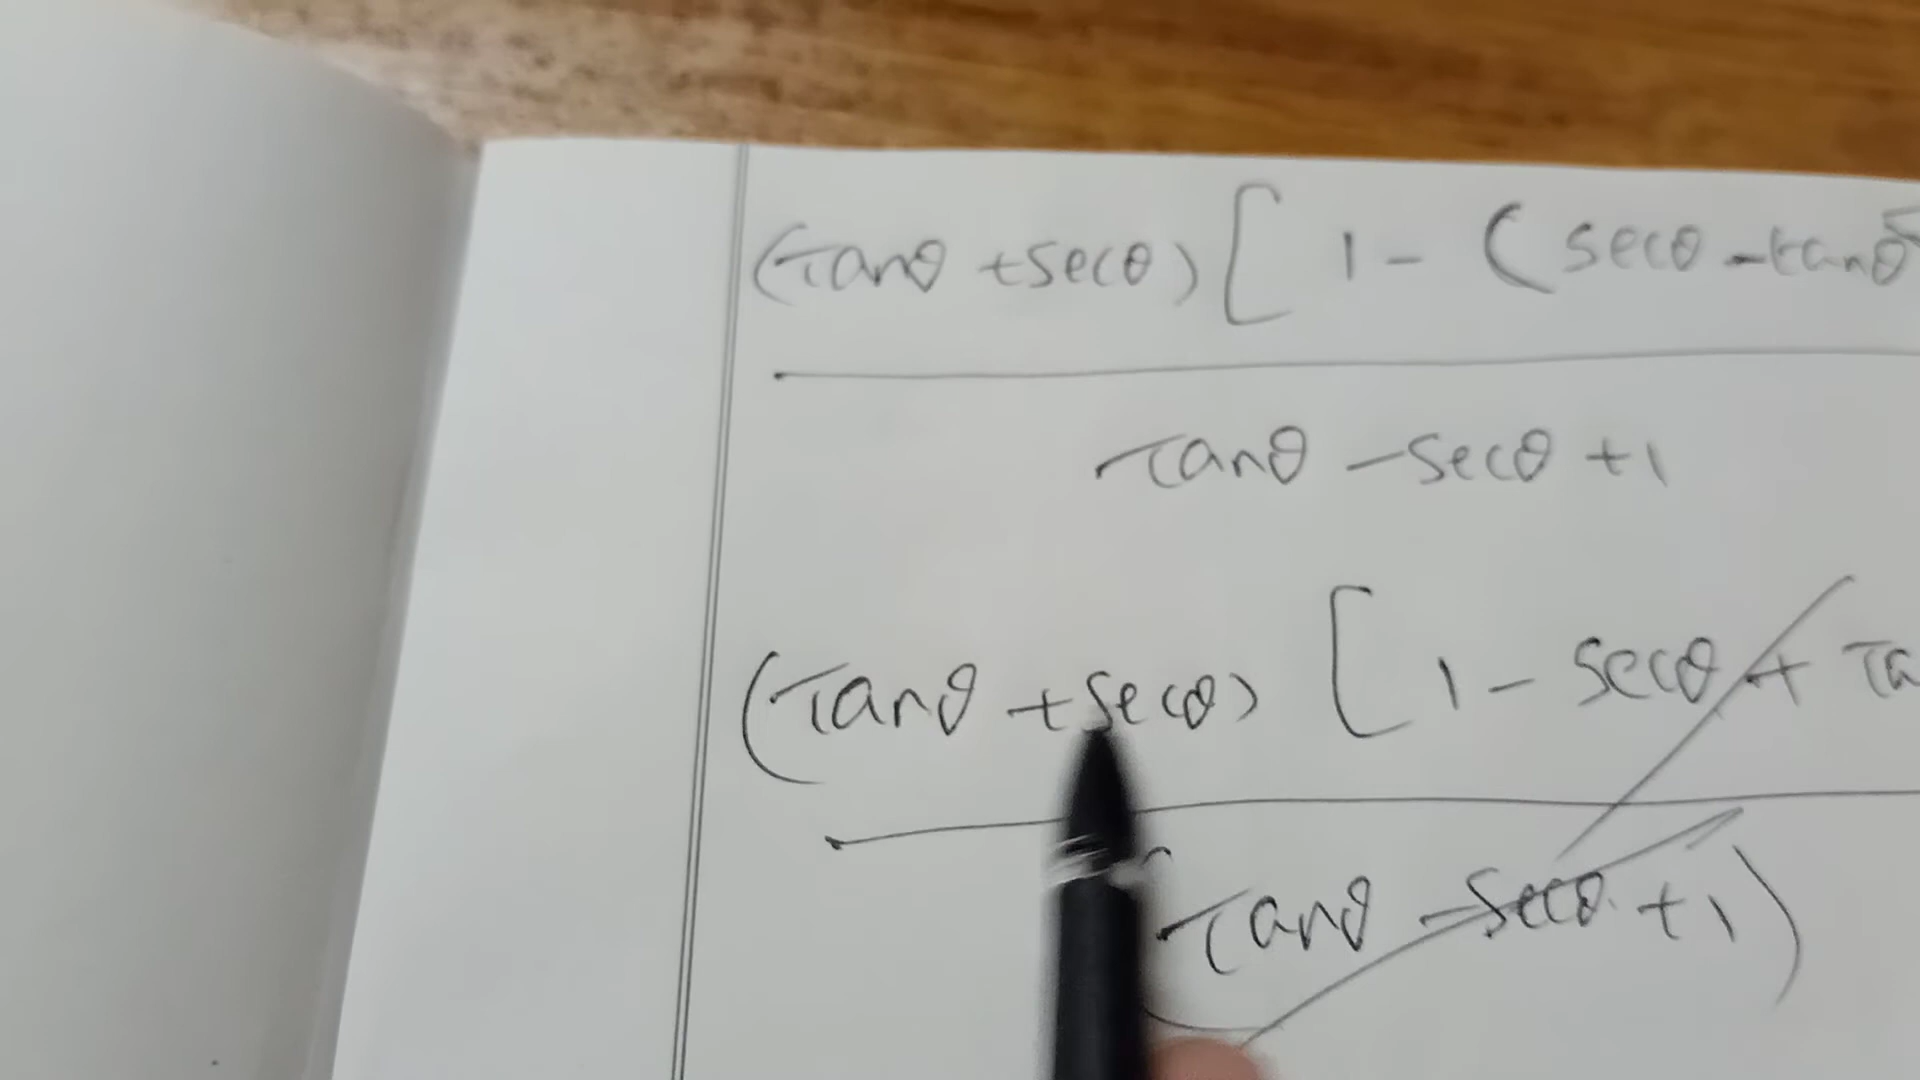 (Tanθ + secθ) [ 1 - ( secθ - tanθ
Tanθ - secθ + 1
(Tanθ + secθ) [ 1 - secθ + Ta
(Tanθ - secθ + 1)